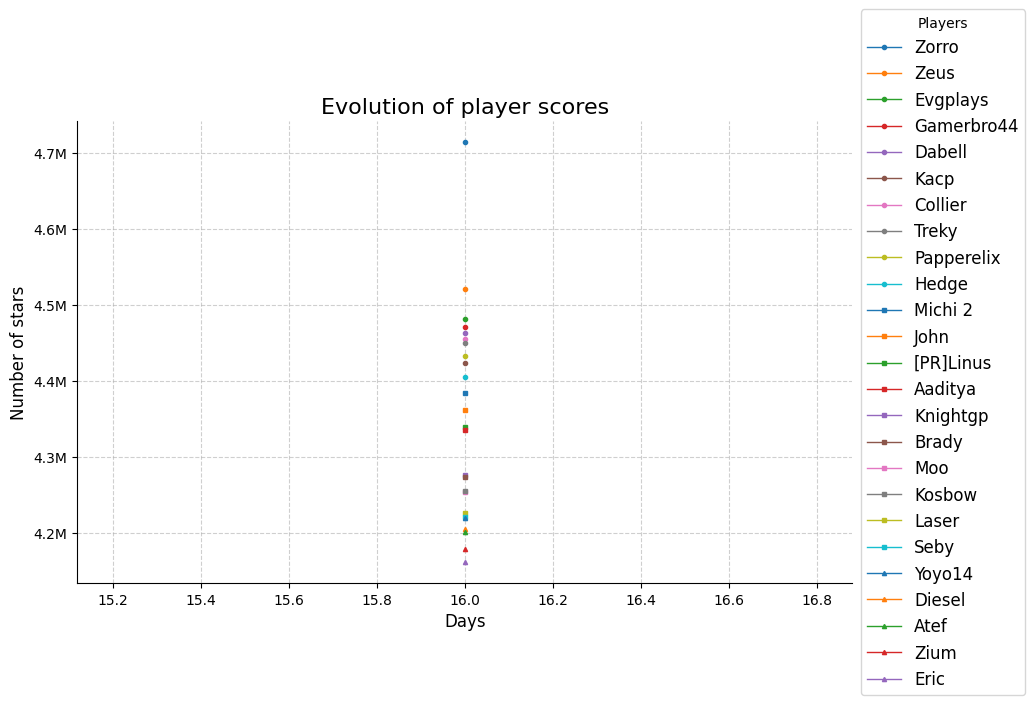 Evolution of player scores
Number of stars
4.7M
4.6M
4.5M
4.4M
4.3M
4.2M
15.2 15.4 15.6 15.8 16.0 16.2 16.4 16.6 16.8
Days
Players
Zorro
Zeus
Evgplays
Gamerbro44
Dabell
Kacp
Collier
Treky
Papperelix
Hedge
Michi 2
John
[PR]Linus
Aaditya
Knightgp
Brady
Moo
Kosbow
Laser
Seby
Yoyo14
Diesel
Atef
Zium
Eric